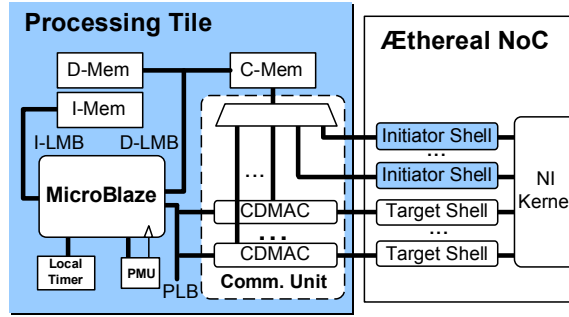 Processing Tile
Æthereal NoC
D-Mem
C-Mem
I-Mem
I-LMB
D-LMB
Initiator Shell
...
...
Initiator Shell
MicroBlaze
NI
Kernel
CDMAC
Target Shell
...
...
CDMAC
Target Shell
Local
Timer
PMU
PLB
Comm. Unit